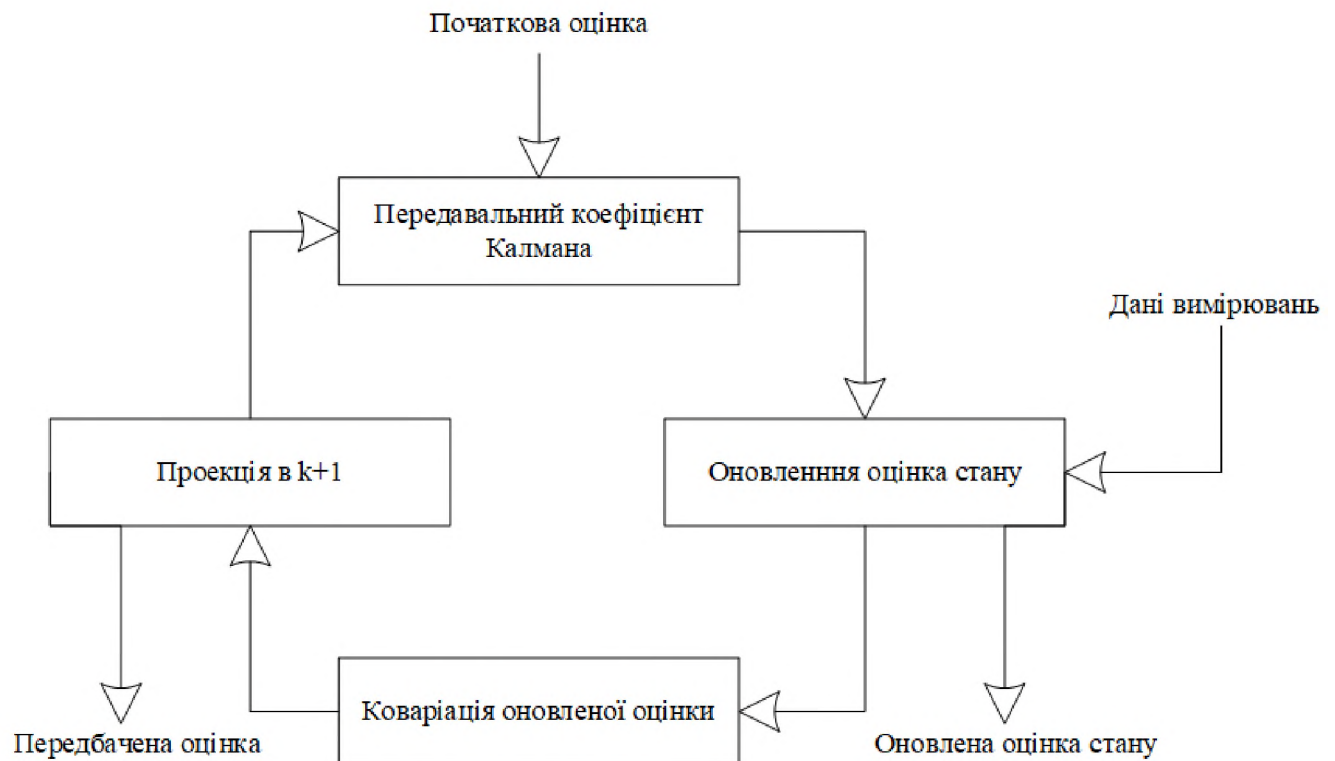 Початкова оцінка
Передавальний коефіцієнт
Калмана
Дані вимірювань
Проекція в k+1
Оновленння оцінка стану
Коваріація оновленої оцінки
Передбачена оцінка
Оновлена оцінка стану